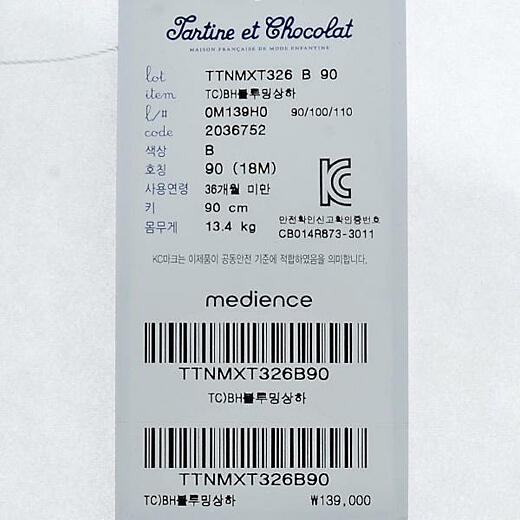 Tartine et Chocolat
MAISON FRANÇAISE DE MODE ENFANTINE
lot TTNMXT326 B 90
item TC)BH블루밍상하
l/# 0M139H0 90/100/110
code 2036752
색상 B
호칭 90 (18M)
사용연령 36개월 미만
키 90 cm
몸무게 13.4 kg
안전확인신고확인증번호
CB014R873-3011
KC마크는 이제품이 공통안전 기준에 적합하였음을 의미합니다.
medience
TTNMXT326B90
TC)BH블루밍상하
TTNMXT326B90
TC)BH블루밍상하 ₩139,000